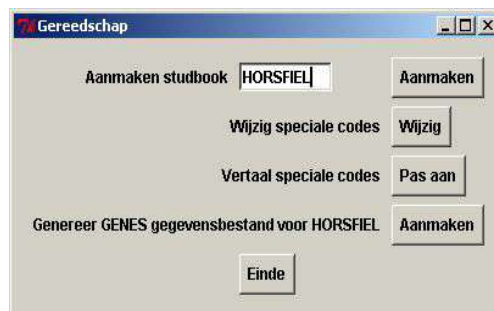 Gereedschap
Aanmaken studbook HORSFIEL Aanmaken
Wijzig speciale codes Wijzig
Vertaal speciale codes Pas aan
Genereer GENES gegevensbestand voor HORSFIEL Aanmaken
Einde